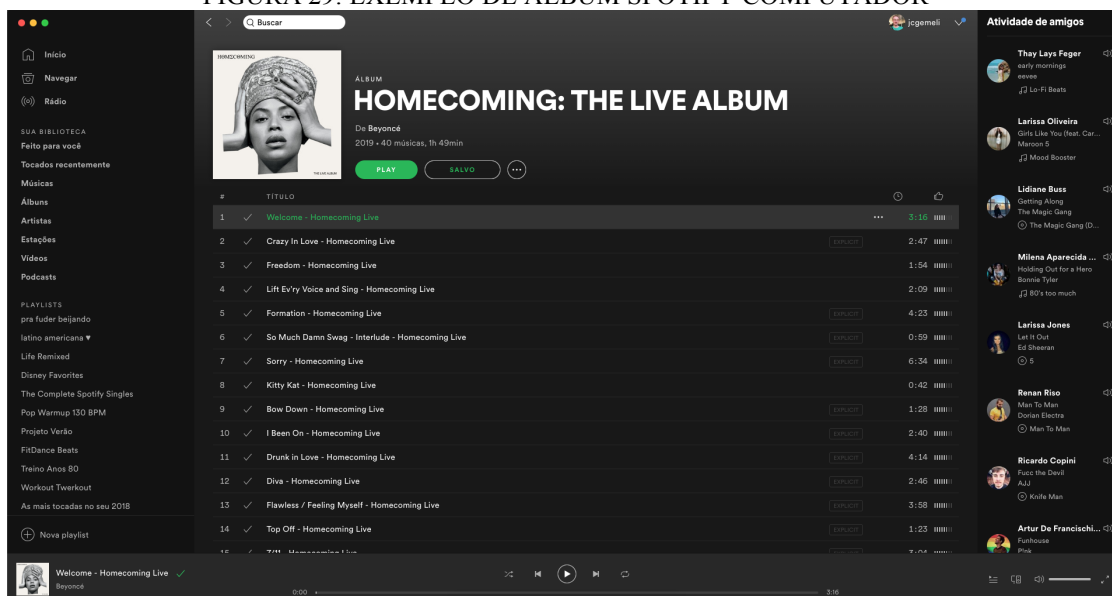 FIGURA 29: EXEMPLO DE ÁLBUM SPOTIFY COMPUTADOR
Buscar
jcgemeli
Início
Navegar
Rádio
SUA BIBLIOTECA
Feito para você
Tocados recentemente
Músicas
Álbuns
Artistas
Estações
Vídeos
Podcasts
PLAYLISTS
pra fuder beijando
latino americana ♥
Life Remixed
Disney Favorites
The Complete Spotify Singles
Pop Warmup 130 BPM
Projeto Verão
FitDance Beats
Treino Anos 80
Workout Twerkout
As mais tocadas no seu 2018
Nova playlist
HOMECOMING
THE LIVE ALBUM
ÁLBUM
HOMECOMING: THE LIVE ALBUM
De Beyoncé
2019 • 40 músicas, 1h 49min
PLAY SALVO ...
# TÍTULO
1 Welcome - Homecoming Live ... 3:16
2 Crazy In Love - Homecoming Live EXPLICIT 2:47
3 Freedom - Homecoming Live 1:54
4 Lift Ev'ry Voice and Sing - Homecoming Live 2:09
5 Formation - Homecoming Live EXPLICIT 4:23
6 So Much Damn Swag - Interlude - Homecoming Live EXPLICIT 0:59
7 Sorry - Homecoming Live EXPLICIT 6:34
8 Kitty Kat - Homecoming Live 0:42
9 Bow Down - Homecoming Live EXPLICIT 1:28
10 I Been On - Homecoming Live EXPLICIT 2:40
11 Drunk in Love - Homecoming Live EXPLICIT 4:14
12 Diva - Homecoming Live EXPLICIT 2:46
13 Flawless / Feeling Myself - Homecoming Live EXPLICIT 3:58
14 Top Off - Homecoming Live EXPLICIT 1:23
15 7/11 - Homecoming Live EXPLICIT 3:04
Atividade de amigos
Thay Lays Feger
early mornings
eevee
Lo-Fi Beats
Larissa Oliveira
Girls Like You (feat. Car...
Maroon 5
Mood Booster
Lidiane Buss
Getting Along
The Magic Gang
The Magic Gang (D...
Milena Aparecida ...
Holding Out for a Hero
Bonnie Tyler
80's too much
Larissa Jones
Let It Out
Ed Sheeran
5
Renan Riso
Man To Man
Dorian Electra
Man To Man
Ricardo Copini
Fucc the Devil
AJJ
Knife Man
Artur De Francischi...
Funhouse
P!nk
Welcome - Homecoming Live
Beyoncé
0:00 3:16